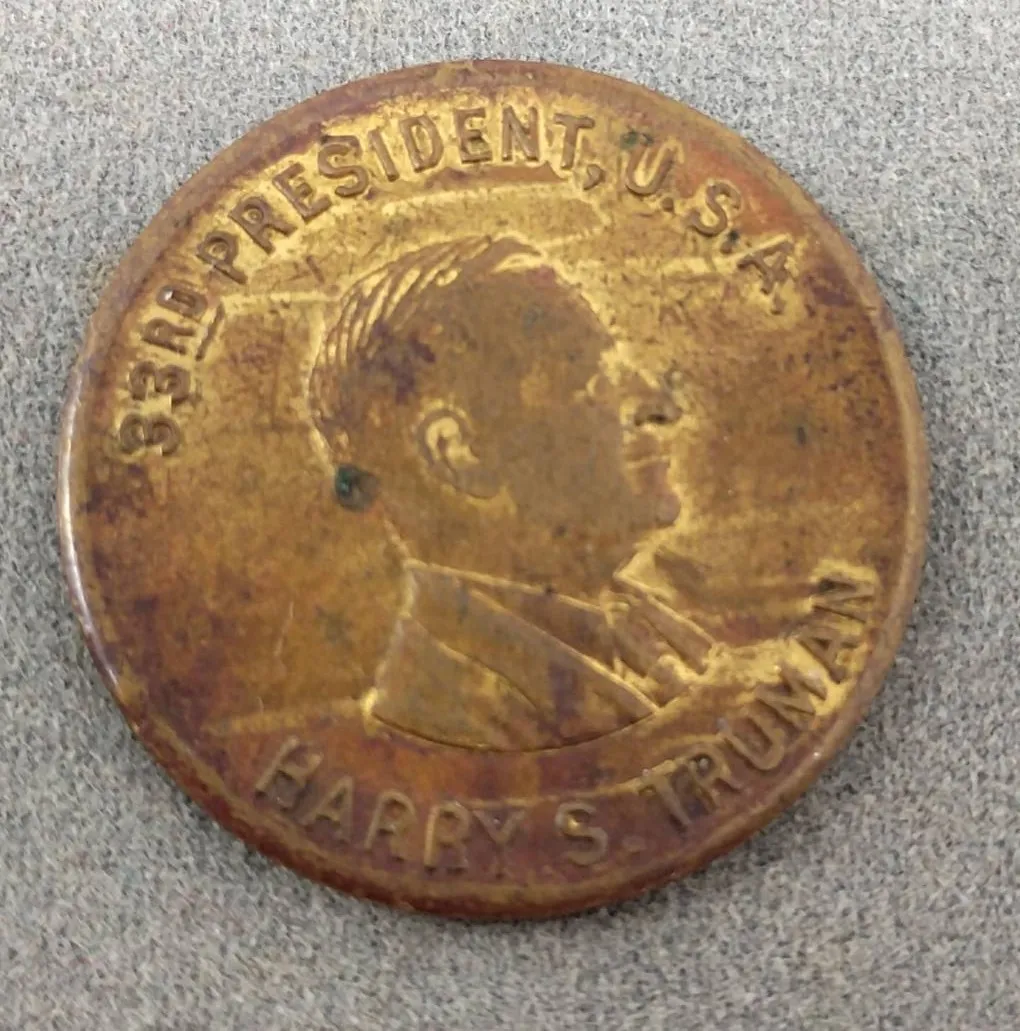 33RD PRESIDENT, U.S.A.
HARRY S. TRUMAN